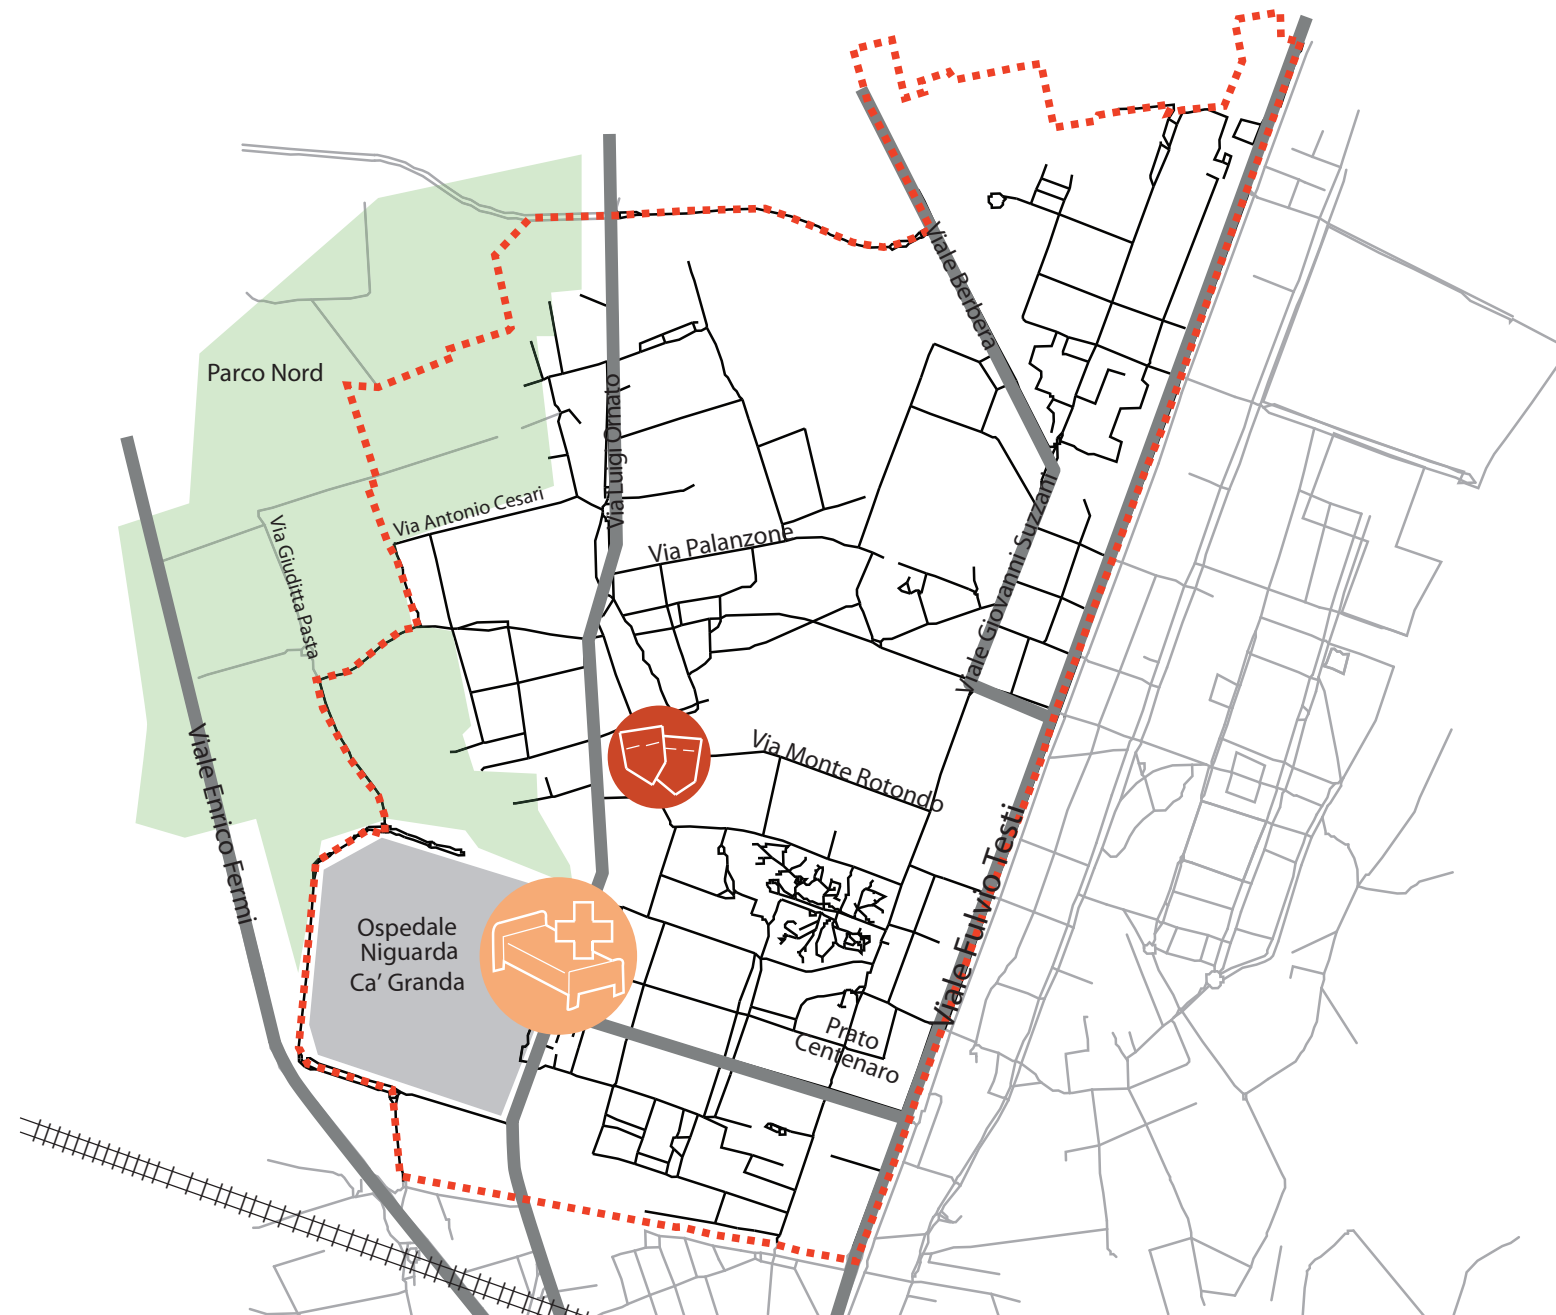 Viale Berbera
Parco Nord
Via Luigi Ornato
Via Antonio Cesari
Via Giuditta Pasta
Via Palanzone
Viale Giovanni Suzzani
Viale Enrico Fermi
Via Monte Rotondo
Viale Fulvio Testi
Ospedale
Niguarda
Ca' Granda
Prato
Centenaro